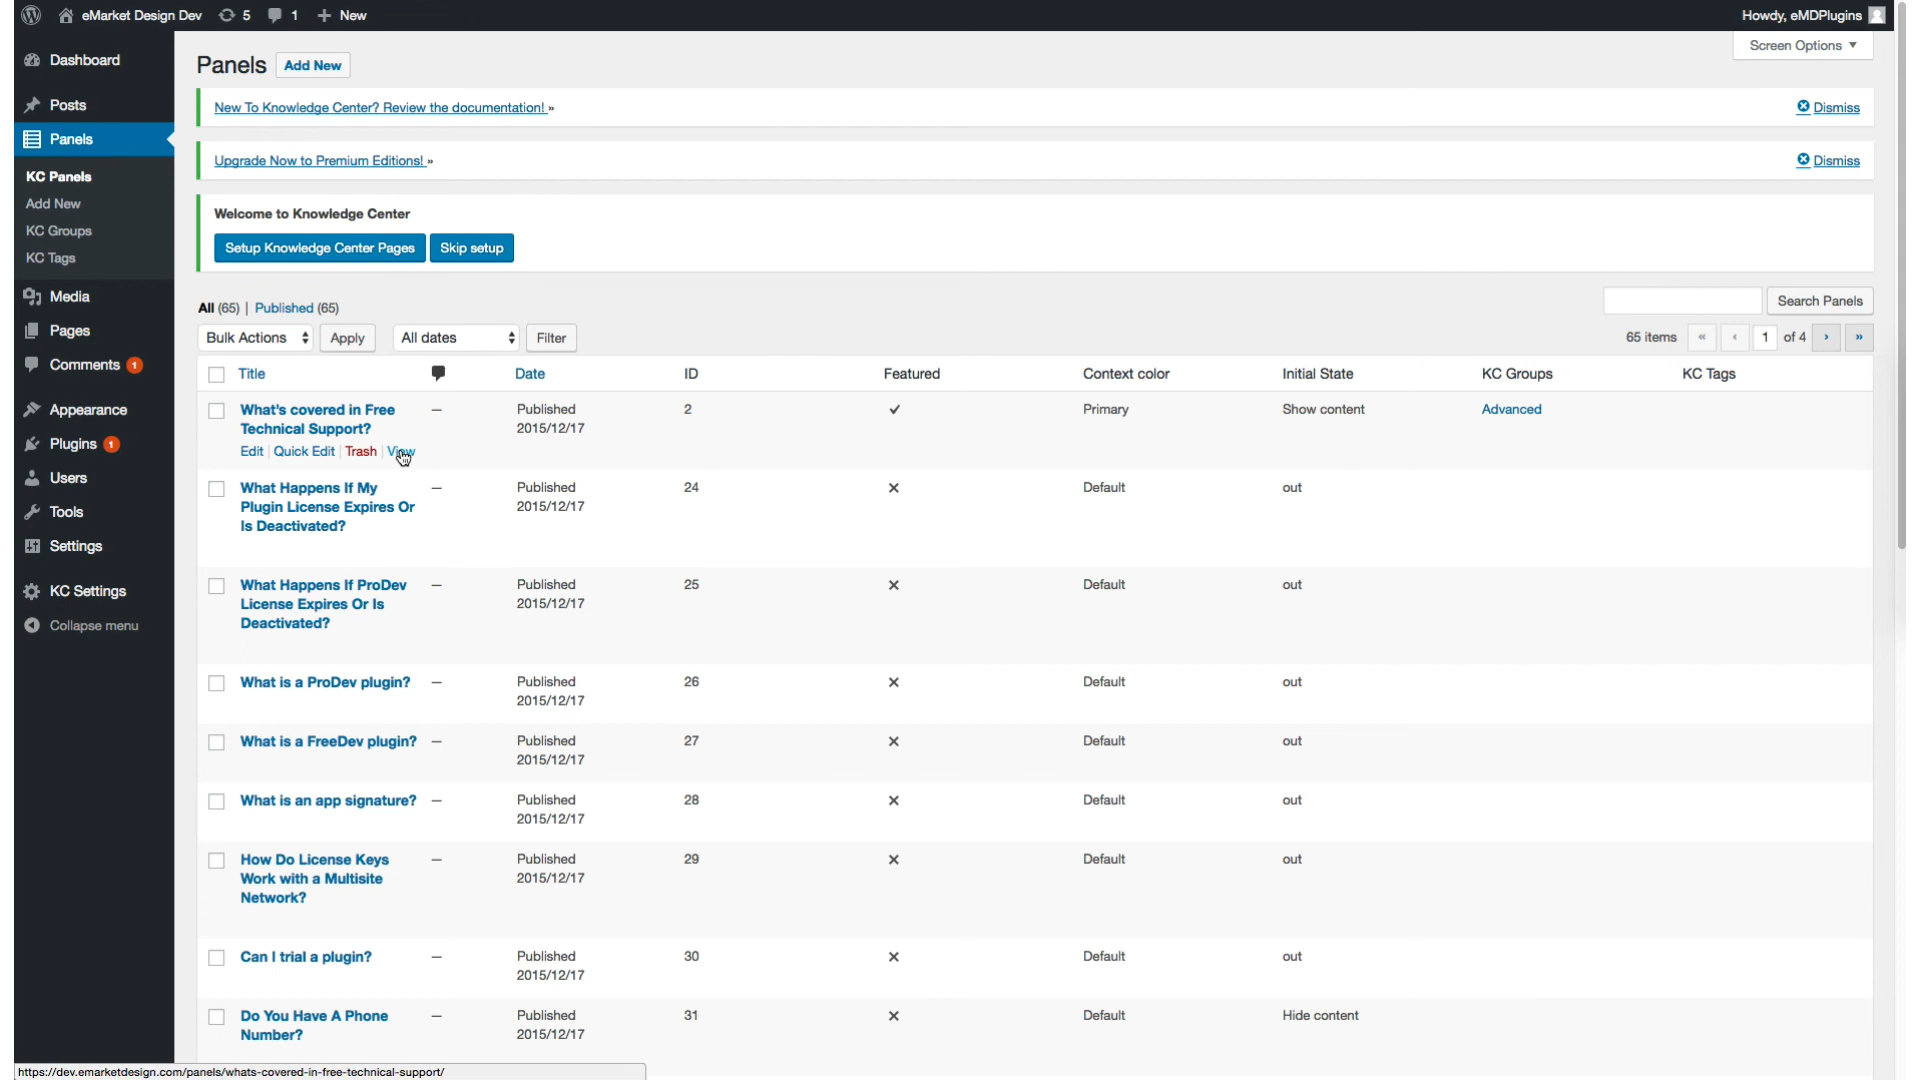 eMarket Design Dev 5 1 + New Howdy, eMDPlugins
Screen Options ▼
Dashboard
Posts
Panels
KC Panels
Add New
KC Groups
KC Tags
Media
Pages
Comments 1
Appearance
Plugins 1
Users
Tools
Settings
KC Settings
Collapse menu
Panels Add New
New To Knowledge Center? Review the documentation! » Dismiss
Upgrade Now to Premium Editions! » Dismiss
Welcome to Knowledge Center
Setup Knowledge Center Pages Skip setup
All (65) | Published (65) Search Panels
Bulk Actions Apply All dates Filter 65 items « ‹ 1 of 4 › »
Title Date ID Featured Context color Initial State KC Groups KC Tags
What's covered in Free — Published 2 ✓ Primary Show content Advanced
Technical Support? 2015/12/17
Edit | Quick Edit | Trash | View
What Happens If My — Published 24 ✕ Default out
Plugin License Expires Or 2015/12/17
Is Deactivated?
What Happens If ProDev — Published 25 ✕ Default out
License Expires Or Is 2015/12/17
Deactivated?
What is a ProDev plugin? — Published 26 ✕ Default out
2015/12/17
What is a FreeDev plugin? — Published 27 ✕ Default out
2015/12/17
What is an app signature? — Published 28 ✕ Default out
2015/12/17
How Do License Keys — Published 29 ✕ Default out
Work with a Multisite 2015/12/17
Network?
Can I trial a plugin? — Published 30 ✕ Default out
2015/12/17
Do You Have A Phone — Published 31 ✕ Default Hide content
Number? 2015/12/17
https://dev.emarketdesign.com/panels/whats-covered-in-free-technical-support/